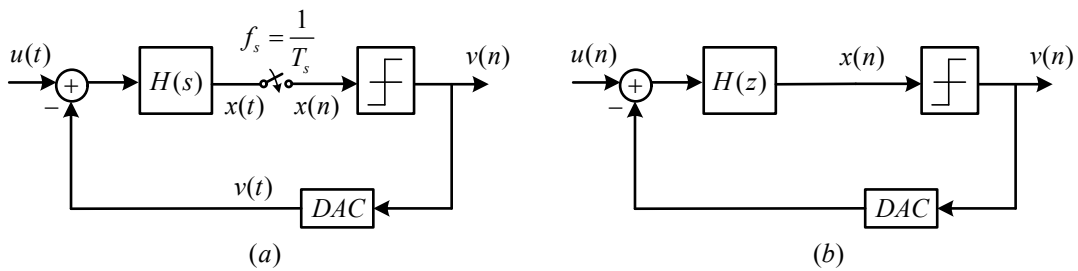 u(t)
+
−
H(s)
f_s = 1/T_s
x(t)
x(n)
v(n)
v(t)
DAC
(a)
u(n)
+
−
H(z)
x(n)
v(n)
DAC
(b)